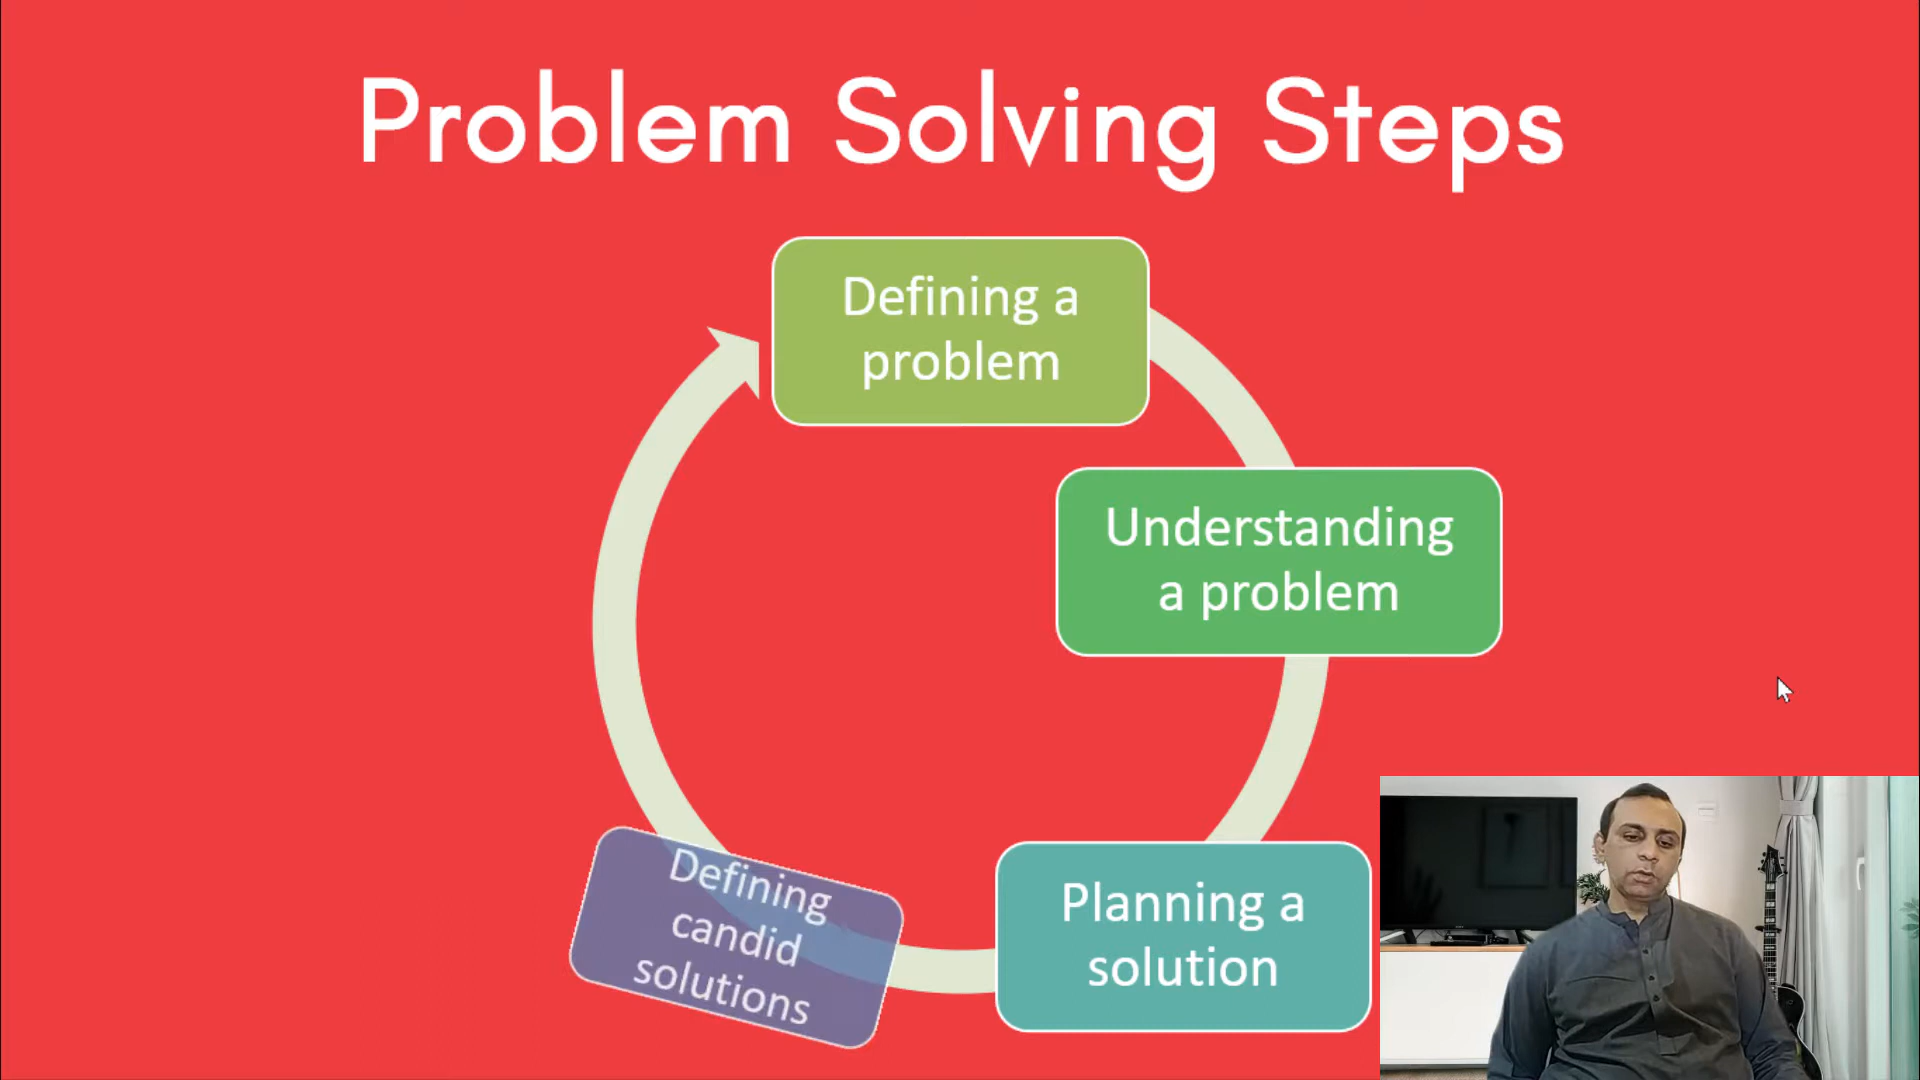 Problem Solving Steps
Defining a
problem
Understanding
a problem
Planning a
solution
Defining
candid
solutions